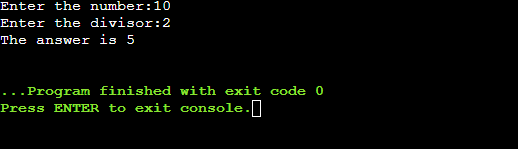 Enter the number:10
Enter the divisor:2
The answer is 5
...Program finished with exit code 0
Press ENTER to exit console.